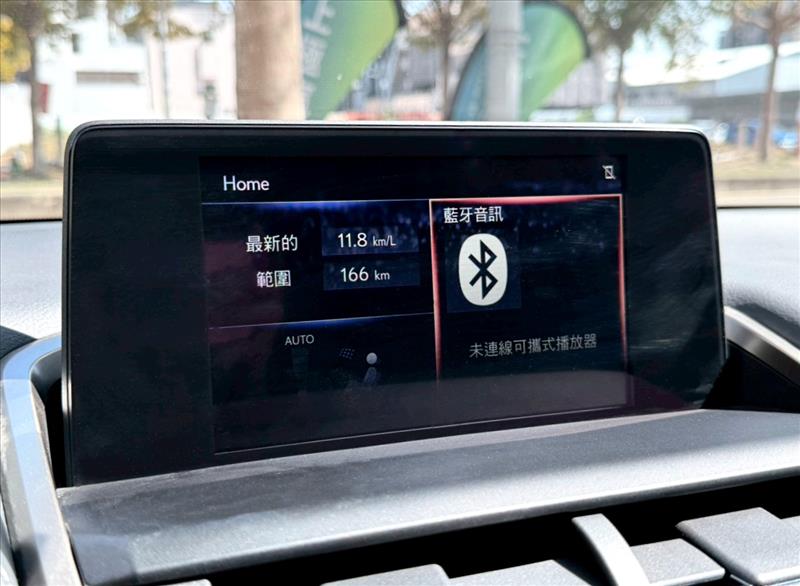 Home
最新的 11.8 km/L
範圍 166 km
AUTO
藍牙音訊
未連線可攜式播放器